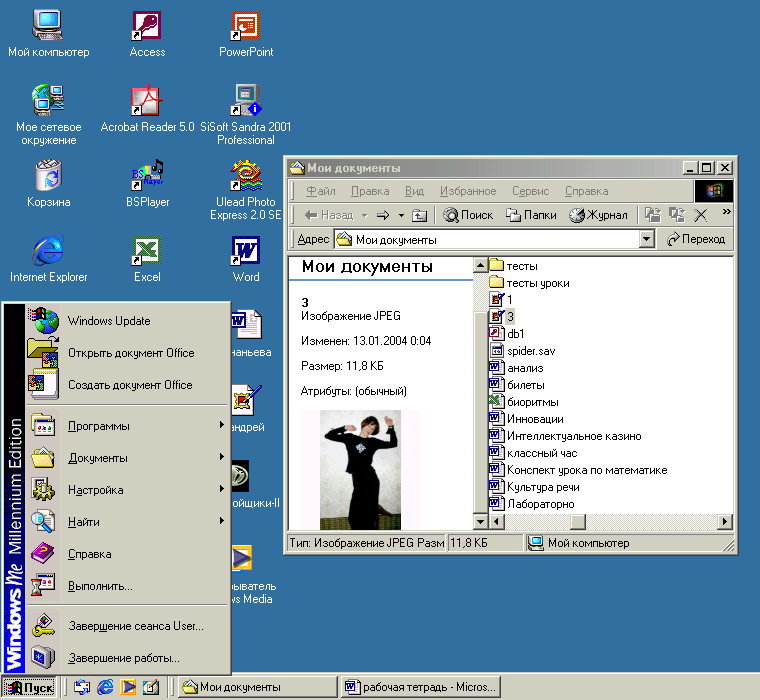 Мой компьютер
Access
PowerPoint
Мое сетевое
окружение
Acrobat Reader 5.0
SiSoft Sandra 2001
Professional
Корзина
BSPlayer
Ulead Photo
Express 2.0 SE
Internet Explorer
Excel
Word
наньева
андрей
ойщики-II
ws Media
Windows Me Millennium Edition
Windows Update
Открыть документ Office
Создать документ Office
Программы
Документы
Настройка
Найти
Справка
Выполнить...
Завершение сеанса User...
Завершение работы...
Мои документы
Файл Правка Вид Избранное Сервис Справка
Назад Поиск Папки Журнал »
Адрес Мои документы Переход
Мои документы
3
Изображение JPEG
Изменен: 13.01.2004 0:04
Размер: 11,8 КБ
Атрибуты: (обычный)
тесты
тесты уроки
1
3
db1
spider.sav
анализ
билеты
биоритмы
Инновации
Интеллектуальное казино
классный час
Конспект урока по математике
Культура речи
Лабораторно
Тип: Изображение JPEG Разм 11,8 КБ Мой компьютер
Пуск Мои документы рабочая тетрадь - Micros...